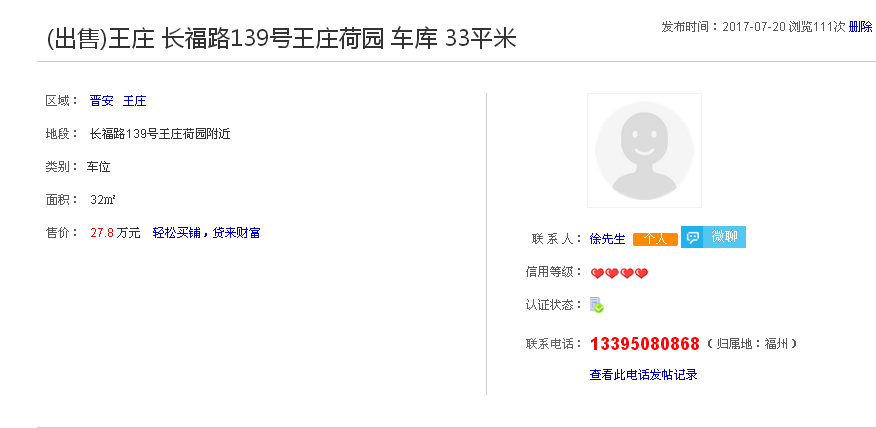 (出售)王庄 长福路139号王庄荷园 车库 33平米
发布时间：2017-07-20 浏览111次 删除
区域： 晋安 王庄
地段： 长福路139号王庄荷园附近
类别： 车位
面积： 32㎡
售价： 27.8 万元 轻松买铺，贷来财富
联 系 人： 徐先生 个人 微聊
信用等级：
认证状态：
联系电话： 13395080868 （ 归属地：福州 ）
查看此电话发帖记录